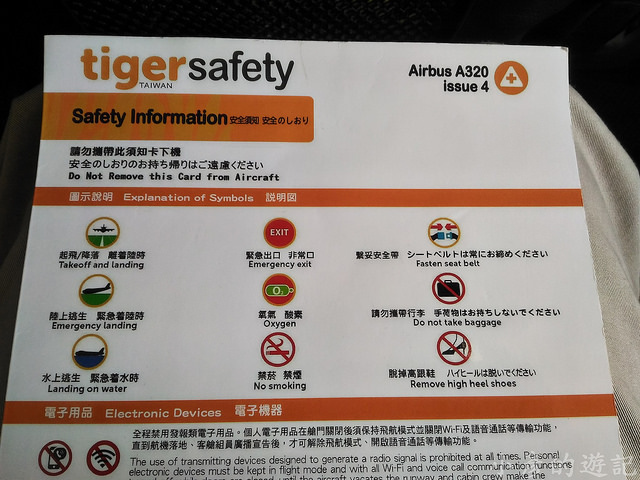 tigersafety
TAIWAN
Airbus A320
issue 4
Safety Information 安全須知 安全のしおり
請勿攜帶此須知卡下機
安全のしおりのお持ち帰りはご遠慮ください
Do Not Remove this Card from Aircraft
圖示說明 Explanation of Symbols 説明図
起飛/降落 離着陸時
Takeoff and landing
EXIT
緊急出口 非常口
Emergency exit
繫妥安全帶 シートベルトは常にお締めください
Fasten seat belt
陸上逃生 緊急着陸時
Emergency landing
O₂
氧氣 酸素
Oxygen
請勿攜帶行李 手荷物はお持ちしないでください
Do not take baggage
水上逃生 緊急着水時
Landing on water
禁菸 禁煙
No smoking
脫掉高跟鞋 ハイヒールは脱いでください
Remove high heel shoes
電子用品 Electronic Devices 電子機器
全程禁用發報類電子用品。個人電子用品在艙門關閉後須保持飛航模式並關閉Wi-Fi及語音通話等傳輸功能，
直到航機落地、客艙組員廣播宣告後，才可解除飛航模式、開啟語音通話等傳輸功能。
The use of transmitting devices designed to generate a radio signal is prohibited at all times. Personal
electronic devices must be kept in flight mode and with all Wi-Fi and voice call communication functions
until the aircraft vacates the runway and cabin crew make the
的遊記